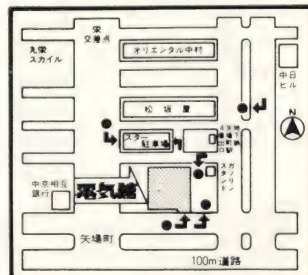 栄
交差点
丸栄
スカイル
オリエンタル中村
中日
ビル
松坂屋
スター
駐車場
ガソリン
スタンド
N
中京相互
銀行
電気館
矢場町
100m道路